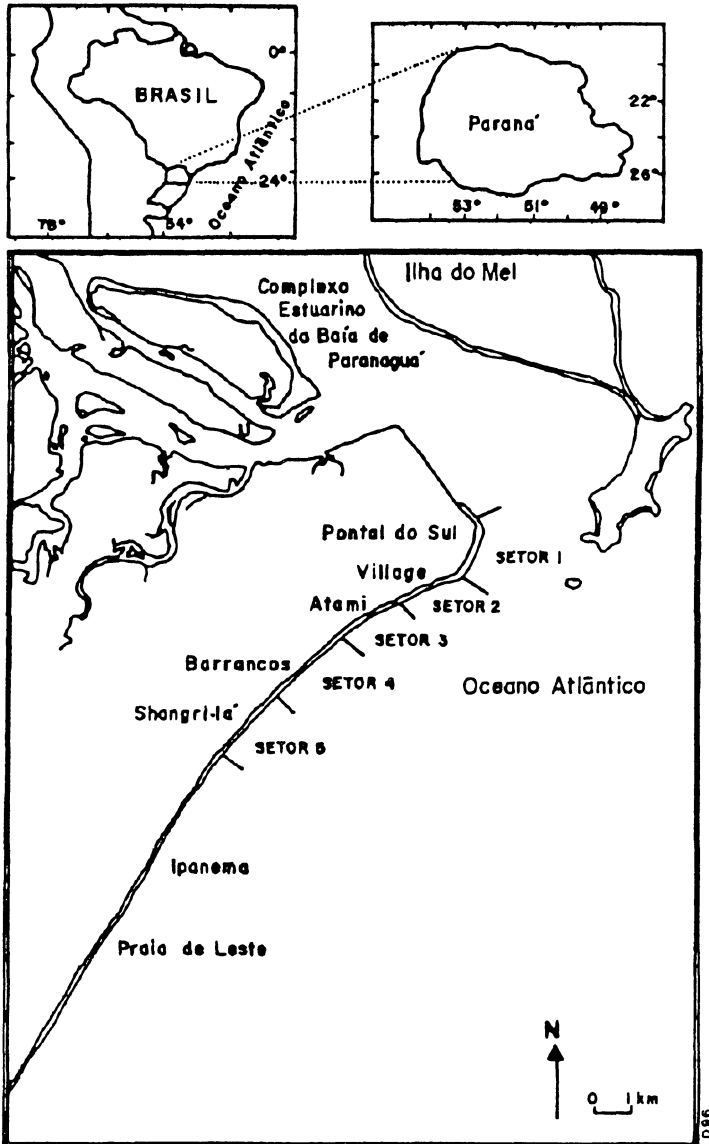 BRASIL
0°
24°
78°
54°
Oceano Atlântico
Paraná
22°
26°
53°
51°
49°
Ilha do Mel
Complexo
Estuarino
da Baía de
Paranaguá
Pontal do Sul
SETOR 1
Village
Atami
SETOR 2
SETOR 3
Barrancos
SETOR 4
Oceano Atlântico
Shangri-lá
SETOR 5
Ipanema
Praia de Leste
N
0 1 km